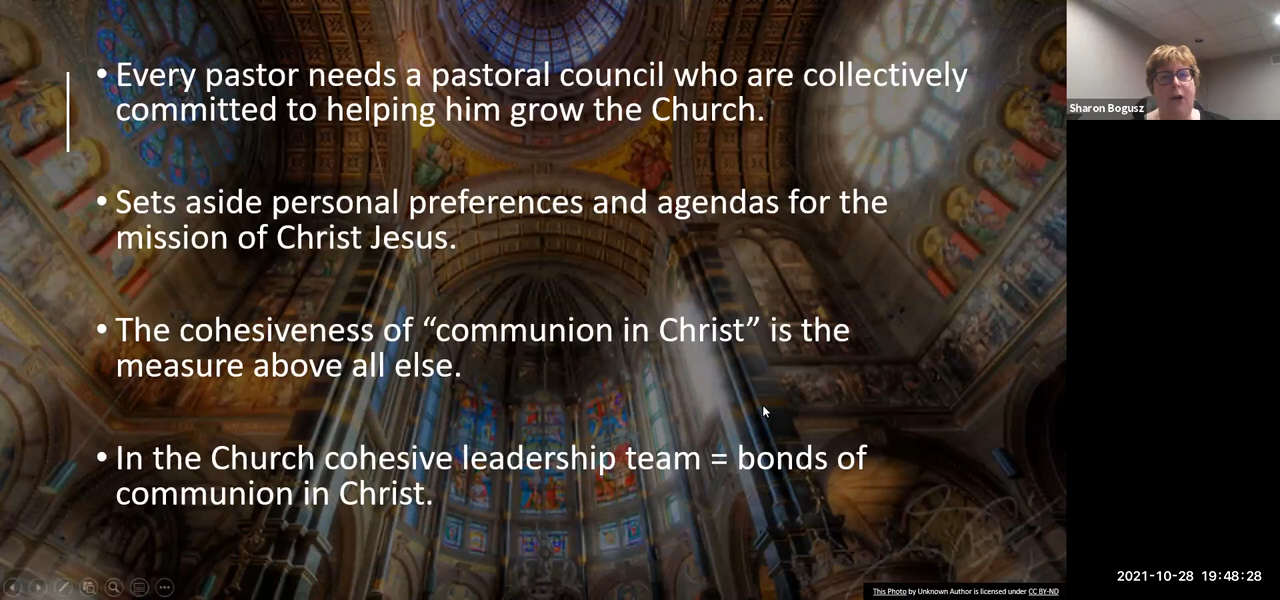 • Every pastor needs a pastoral council who are collectively
committed to helping him grow the Church.
• Sets aside personal preferences and agendas for the
mission of Christ Jesus.
• The cohesiveness of “communion in Christ” is the
measure above all else.
• In the Church cohesive leadership team = bonds of
communion in Christ.
Sharon Bogusz
This Photo by Unknown Author is licensed under CC BY-ND
2021-10-28 19:48:28